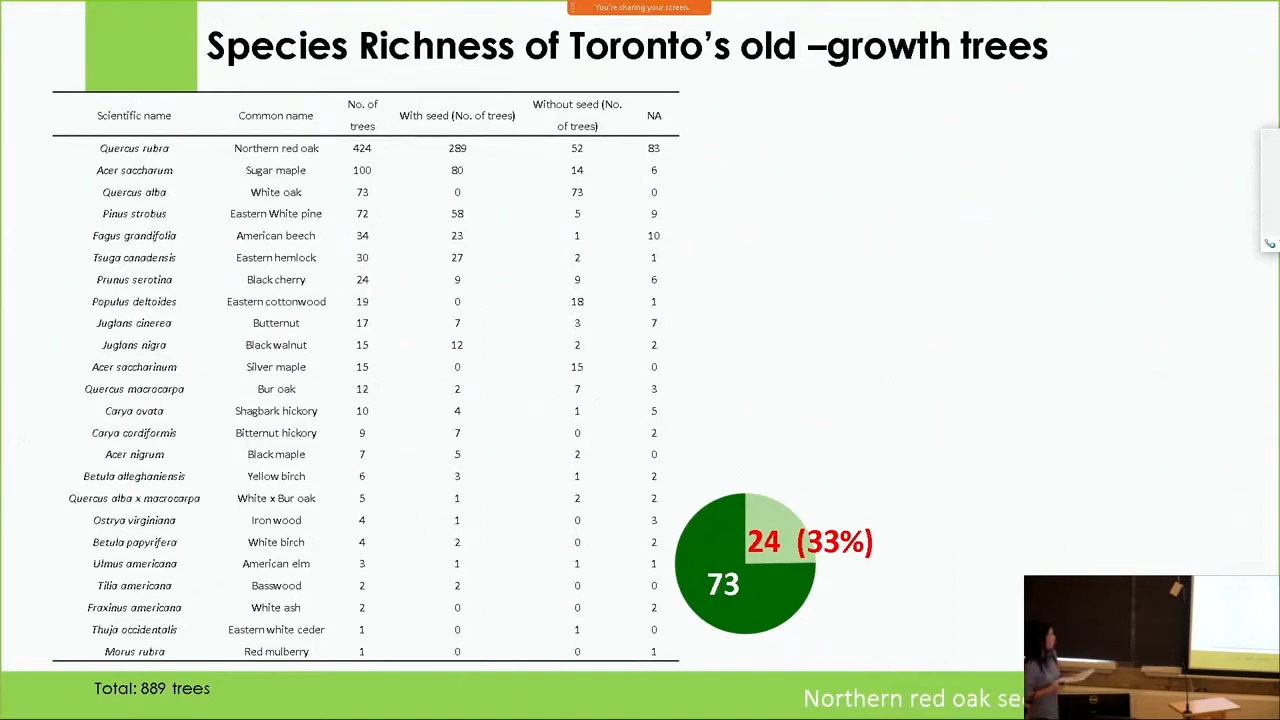 You're sharing your screen.
Species Richness of Toronto's old –growth trees
Scientific name Common name No. of trees With seed (No. of trees) Without seed (No. of trees) NA
Quercus rubra Northern red oak 424 289 52 83
Acer saccharum Sugar maple 100 80 14 6
Quercus alba White oak 73 0 73 0
Pinus strobus Eastern White pine 72 58 5 9
Fagus grandifolia American beech 34 23 1 10
Tsuga canadensis Eastern hemlock 30 27 2 1
Prunus serotina Black cherry 24 9 9 6
Populus deltoides Eastern cottonwood 19 0 18 1
Juglans cinerea Butternut 17 7 3 7
Juglans nigra Black walnut 15 12 2 2
Acer saccharinum Silver maple 15 0 15 0
Quercus macrocarpa Bur oak 12 2 7 3
Carya ovata Shagbark hickory 10 4 1 5
Carya cordiformis Bitternut hickory 9 7 0 2
Acer nigrum Black maple 7 5 2 0
Betula alleghaniensis Yellow birch 6 3 1 2
Quercus alba x macrocarpa White x Bur oak 5 1 2 2
Ostrya virginiana Iron wood 4 1 0 3
Betula papyrifera White birch 4 2 0 2
Ulmus americana American elm 3 1 1 1
Tilia americana Basswood 2 2 0 0
Fraxinus americana White ash 2 0 0 2
Thuja occidentalis Eastern white ceder 1 0 1 0
Morus rubra Red mulberry 1 0 0 1
24 (33%)
73
Total: 889 trees
Northern red oak se